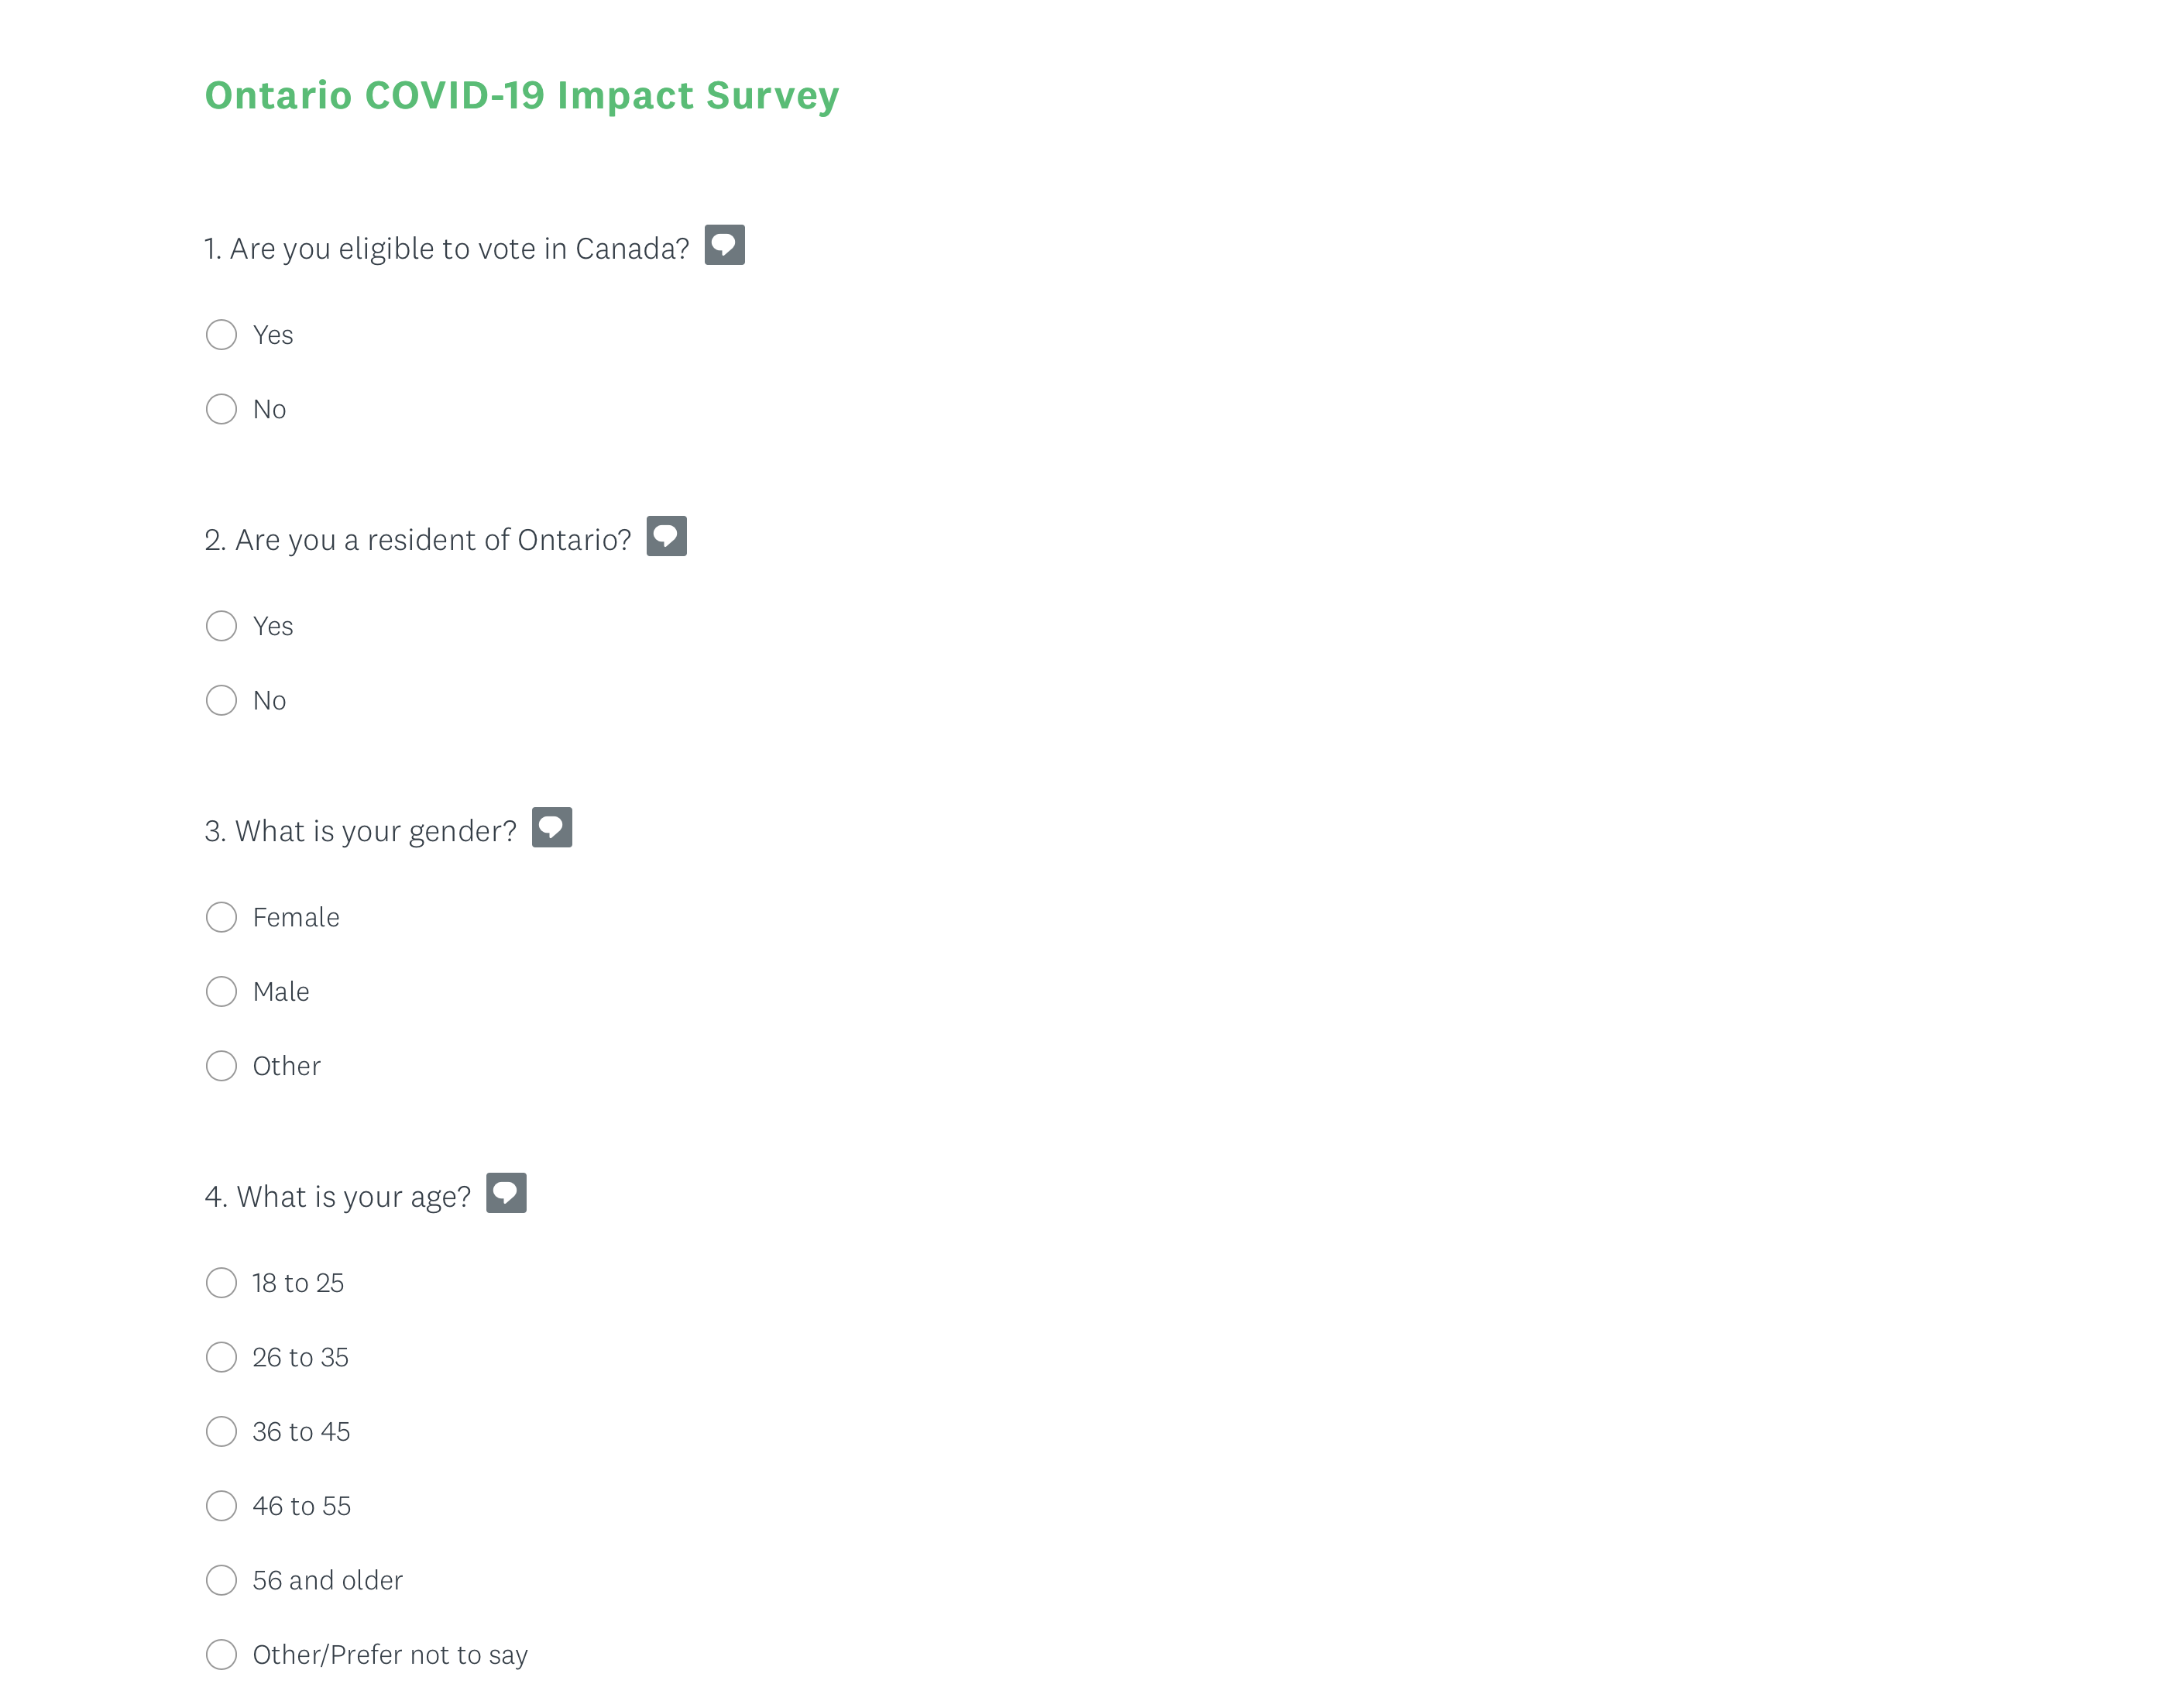 Ontario COVID-19 Impact Survey
1. Are you eligible to vote in Canada?
Yes
No
2. Are you a resident of Ontario?
Yes
No
3. What is your gender?
Female
Male
Other
4. What is your age?
18 to 25
26 to 35
36 to 45
46 to 55
56 and older
Other/Prefer not to say